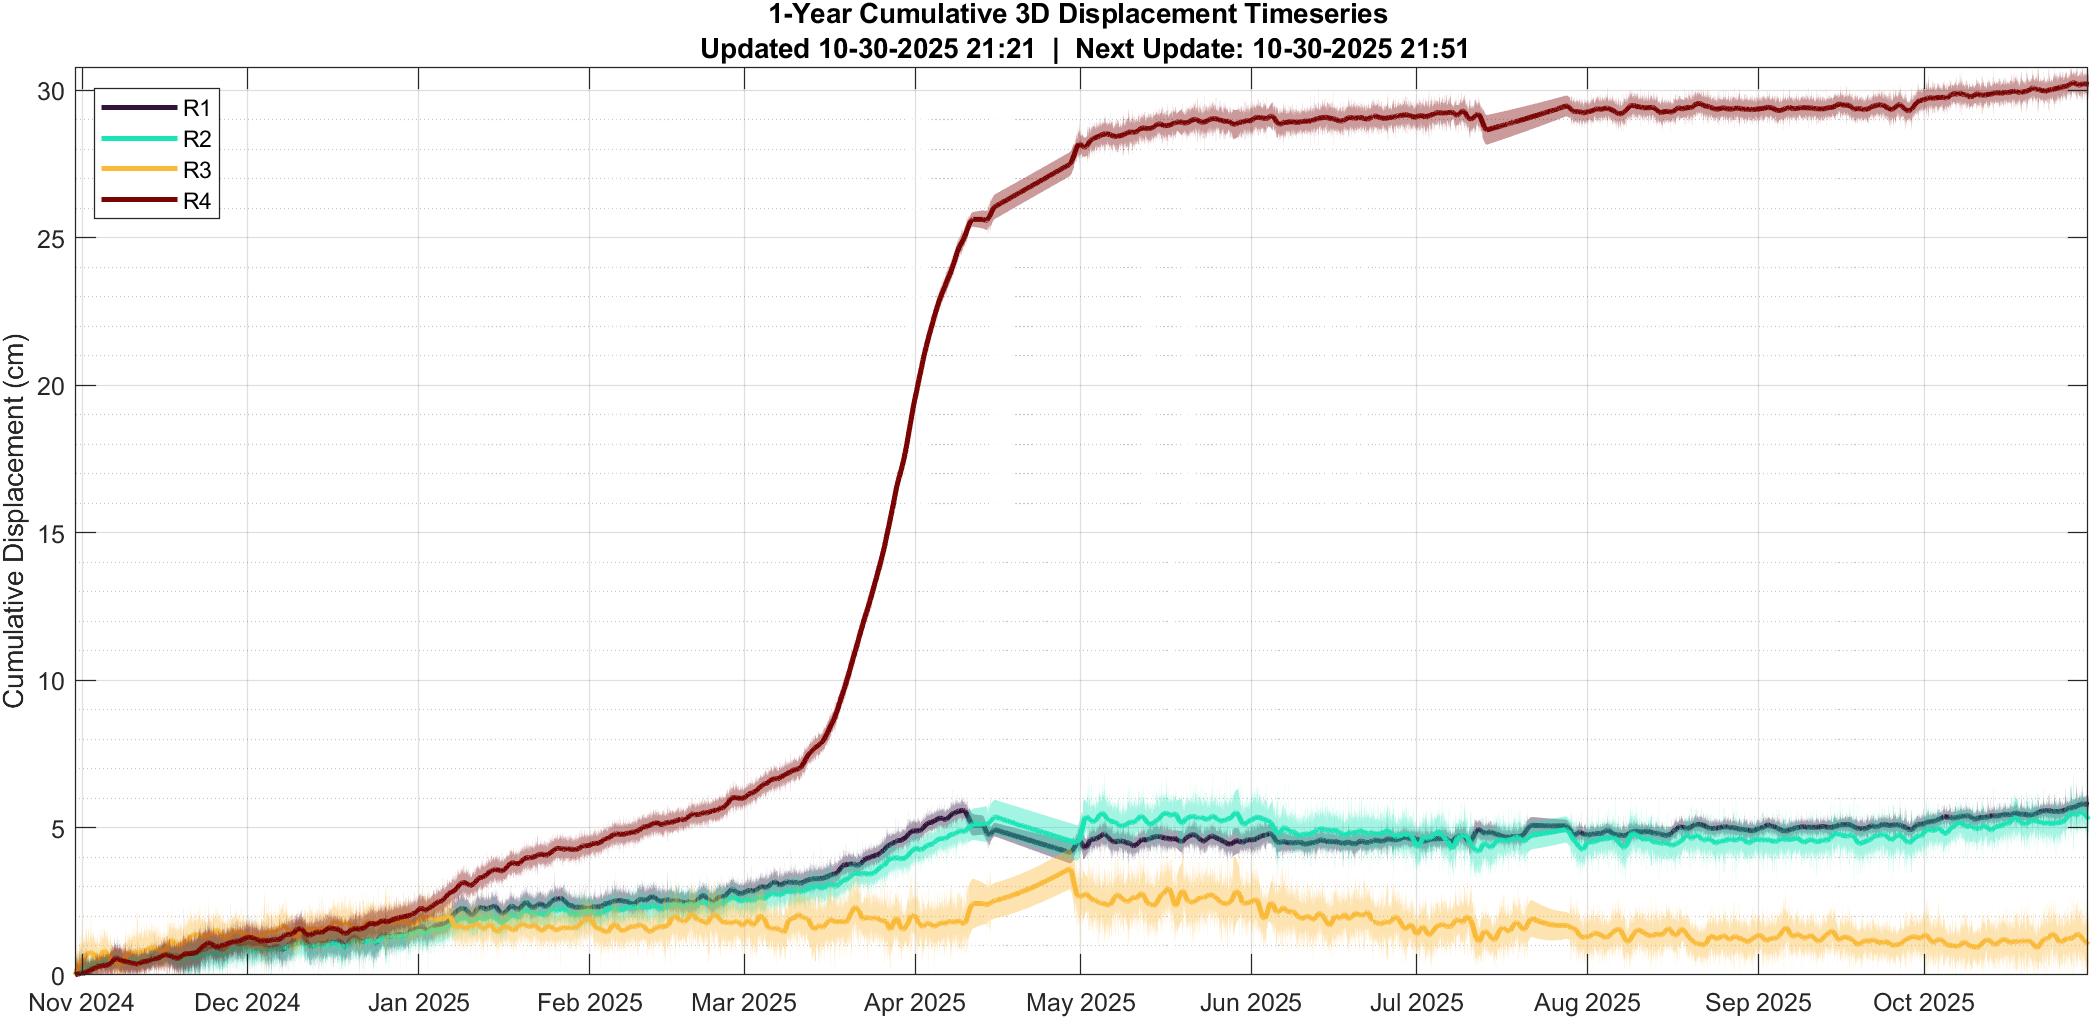 1-Year Cumulative 3D Displacement Timeseries
Updated 10-30-2025 21:21 | Next Update: 10-30-2025 21:51
R1
R2
R3
R4
Cumulative Displacement (cm)
30
25
20
15
10
5
0
Nov 2024 Dec 2024 Jan 2025 Feb 2025 Mar 2025 Apr 2025 May 2025 Jun 2025 Jul 2025 Aug 2025 Sep 2025 Oct 2025